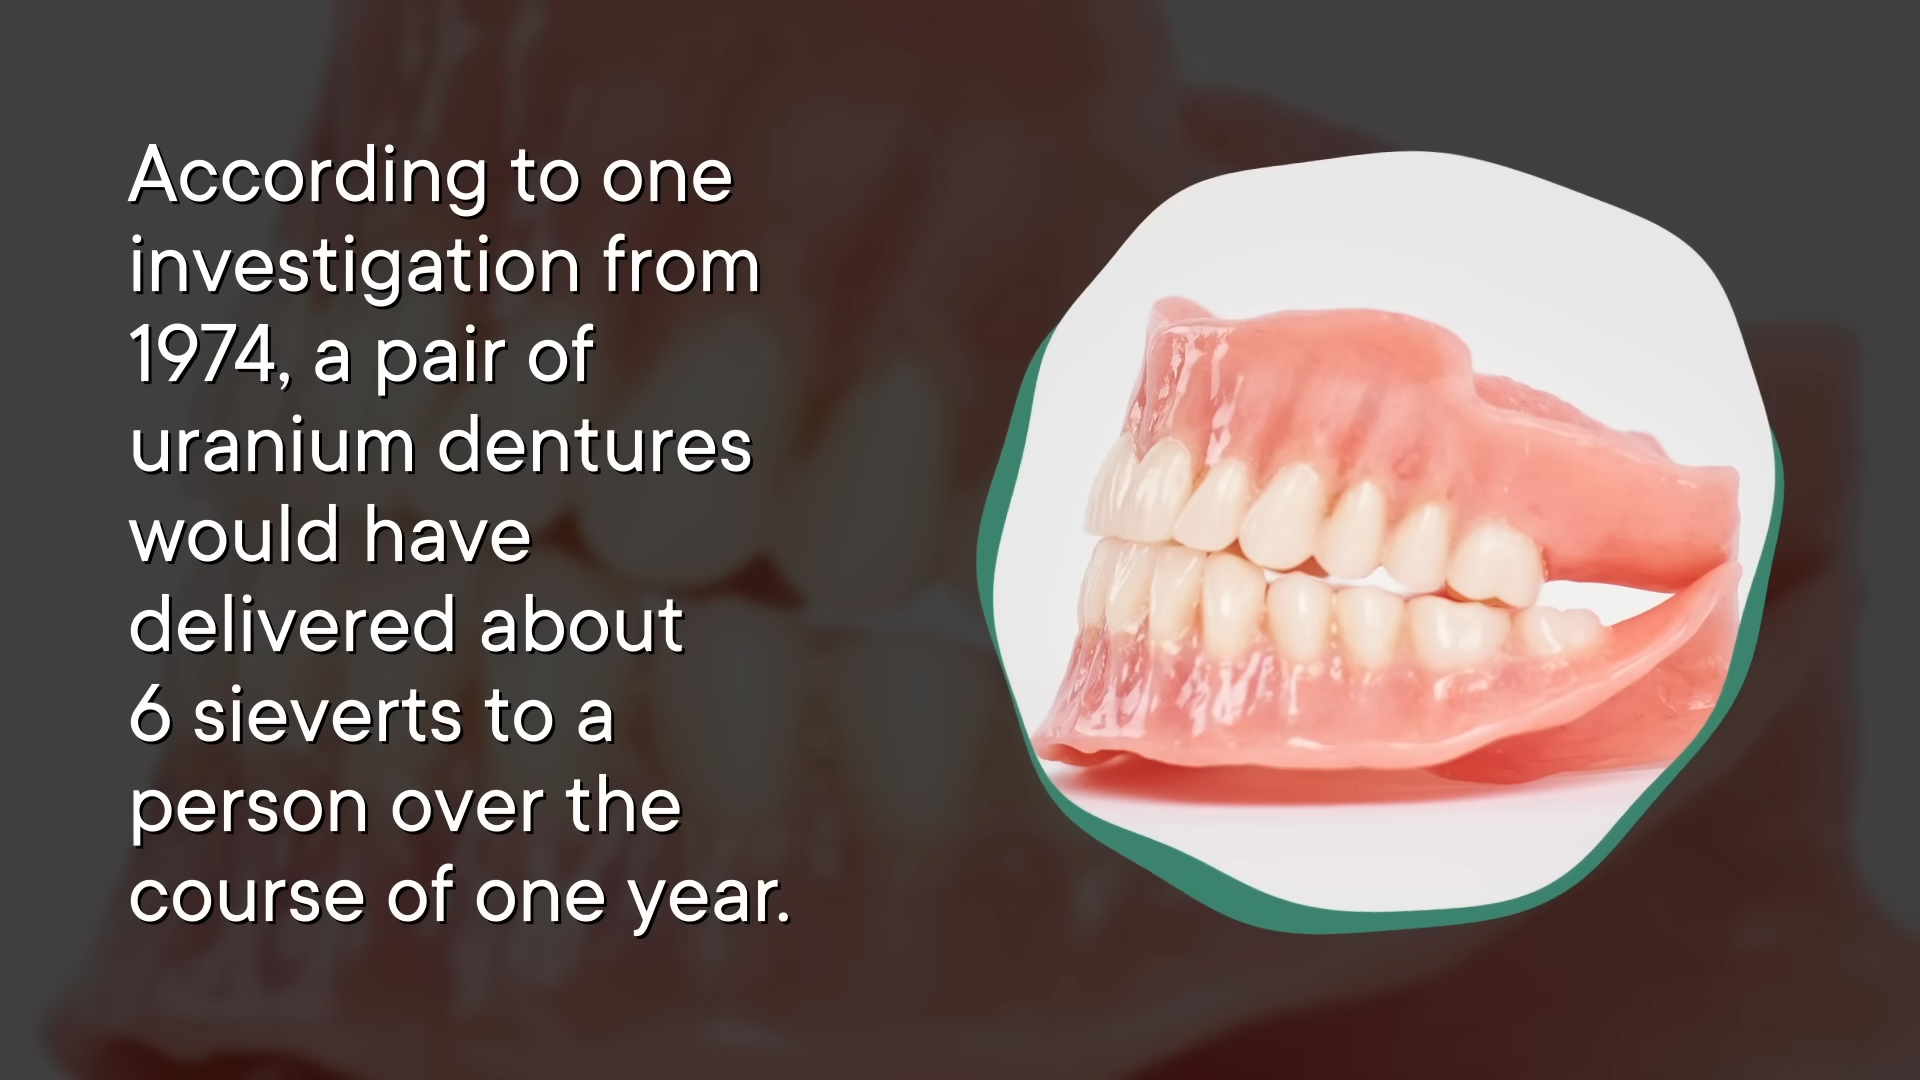 According to one
investigation from
1974, a pair of
uranium dentures
would have
delivered about
6 sieverts to a
person over the
course of one year.